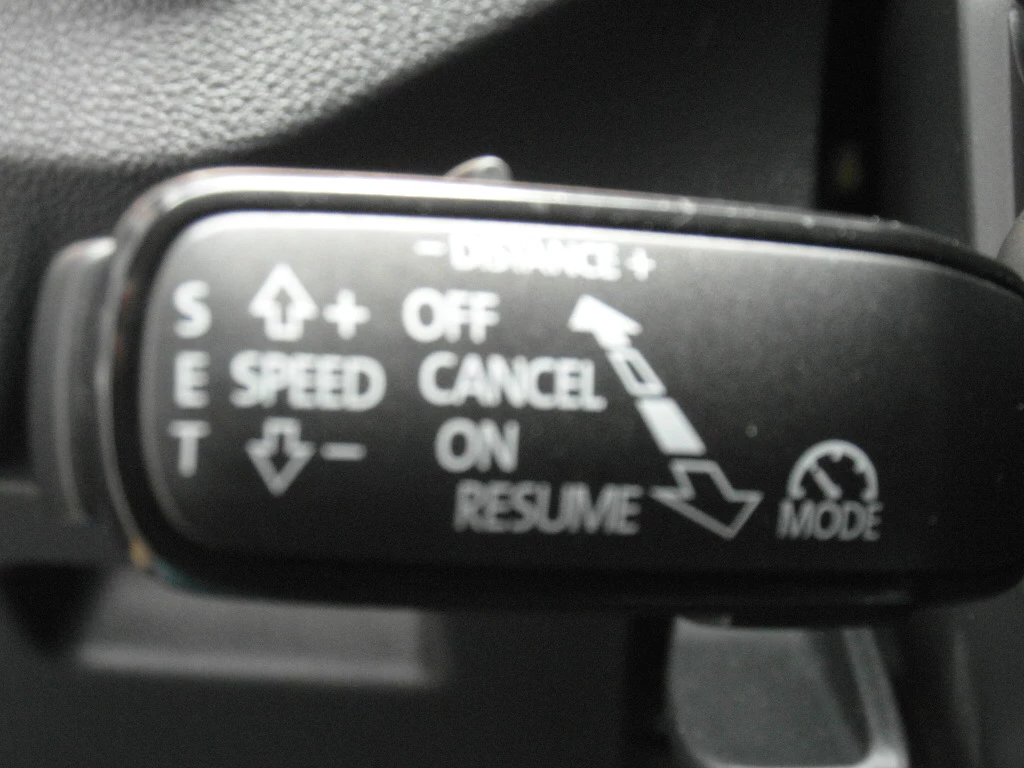 - DISTANCE +
S + OFF
E SPEED CANCEL
T - ON
RESUME MODE